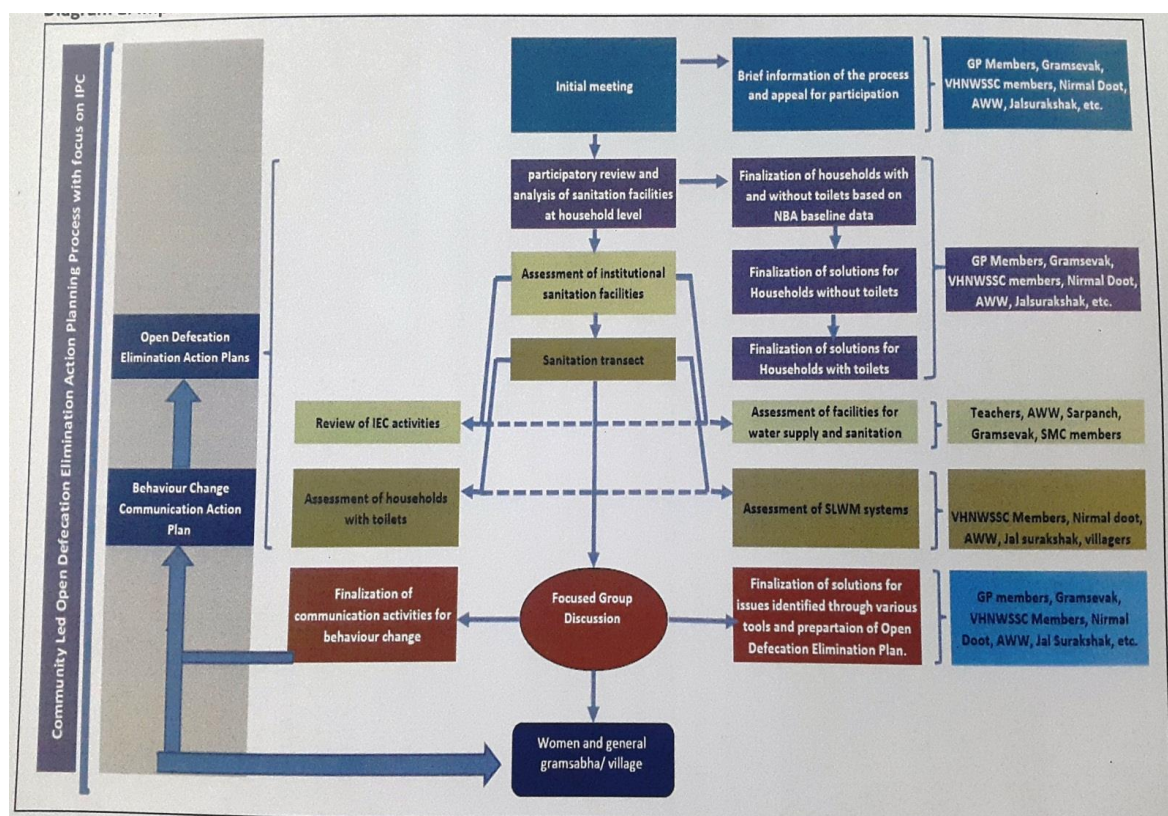 Diagram
Community Led Open Defecation Elimination Action Planning Process with focus on IPC
Initial meeting
Brief information of the process
and appeal for participation
GP Members, Gramsevak,
VHNWSSC members, Nirmal Doot,
AWW, Jalsurakshak, etc.
participatory review and
analysis of sanitation facilities
at household level
Finalization of households with
and without toilets based on
NBA baseline data
Assessment of institutional
sanitation facilities
Finalization of solutions for
Households without toilets
GP Members, Gramsevak,
VHNWSSC members, Nirmal Doot,
AWW, Jalsurakshak, etc.
Open Defecation
Elimination Action Plans
Sanitation transect
Finalization of solutions for
Households with toilets
Review of IEC activities
Assessment of facilities for
water supply and sanitation
Teachers, AWW, Sarpanch,
Gramsevak, SMC members
Behaviour Change
Communication Action
Plan
Assessment of households
with toilets
Assessment of SLWM systems
VHNWSSC Members, Nirmal doot,
AWW, Jal surakshak, villagers
Finalization of
communication activities for
behaviour change
Focused Group
Discussion
Finalization of solutions for
issues identified through various
tools and prepartaion of Open
Defecation Elimination Plan.
GP members, Gramsevak,
VHNWSSC Members, Nirmal
Doot, AWW, Jal Surakshak, etc.
Women and general
gramsabha/ village